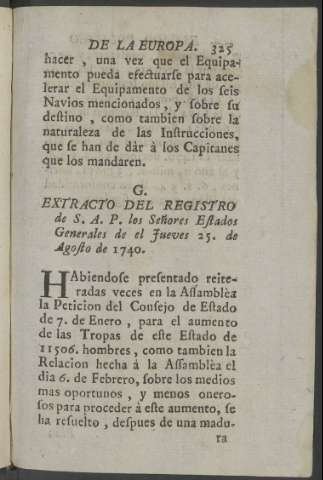 DE LA EUROPA. 325
hacer , una vez que el Equipa-
mento pueda efectuarſe para ace-
lerar el Equipamento de los ſeis
Navios mencionados, y ſobre ſu
deſtino , como tambien ſobre la
naturaleza de las Inſtrucciones,
que ſe han de dár à los Capitanes
que los mandaren.
G.
EXTRACTO DEL REGISTRO
de S. A. P. los Señores Eſtados
Generales de el Jueves 25. de
Agoſto de 1740.
HAbiendoſe preſentado reite-
radas veces en la Aſſamblèa
la Peticion del Conſejo de Eſtado
de 7. de Enero , para el aumento
de las Tropas de eſte Eſtado de
11506. hombres, como tambien la
Relacion hecha à la Aſſamblèa el
dia 6. de Febrero, ſobre los medios
mas oportunos , y menos onero-
ſos para proceder à eſte aumento, ſe
ha reſuelto , deſpues de una madu-
ra